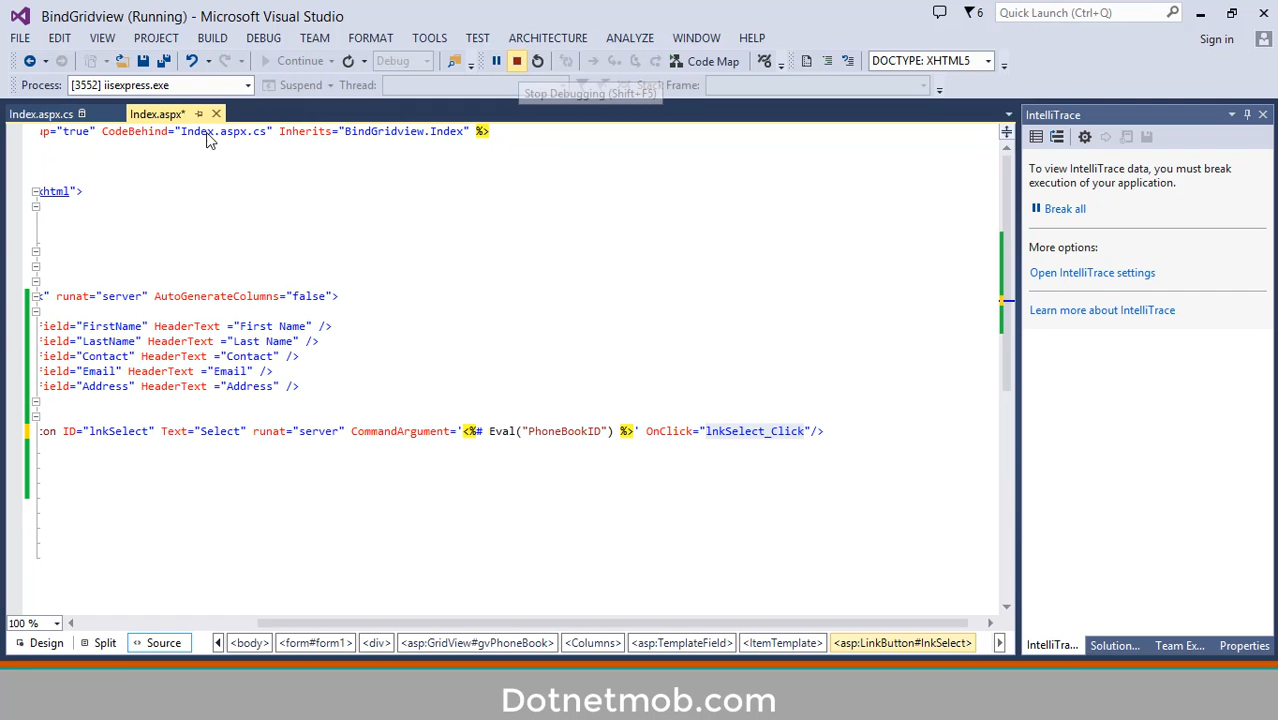 BindGridview (Running) - Microsoft Visual Studio
6
Quick Launch (Ctrl+Q)
FILE EDIT VIEW PROJECT BUILD DEBUG TEAM FORMAT TOOLS TEST ARCHITECTURE ANALYZE WINDOW HELP
Sign in
Continue Debug Code Map DOCTYPE: XHTML5
Process: [3552] iisexpress.exe Suspend Thread: Stack Frame:
Stop Debugging (Shift+F5)
Index.aspx.cs Index.aspx*
up="true" CodeBehind="Index.aspx.cs" Inherits="BindGridview.Index" %>
xhtml">
k" runat="server" AutoGenerateColumns="false">
Field="FirstName" HeaderText ="First Name" />
Field="LastName" HeaderText ="Last Name" />
Field="Contact" HeaderText ="Contact" />
Field="Email" HeaderText ="Email" />
Field="Address" HeaderText ="Address" />
on ID="lnkSelect" Text="Select" runat="server" CommandArgument='<%# Eval("PhoneBookID") %>' OnClick="lnkSelect_Click"/>
IntelliTrace
To view IntelliTrace data, you must break
execution of your application.
Break all
More options:
Open IntelliTrace settings
Learn more about IntelliTrace
100 %
Design Split Source <body> <form#form1> <div> <asp:GridView#gvPhoneBook> <Columns> <asp:TemplateField> <ItemTemplate> <asp:LinkButton#lnkSelect>
IntelliTra... Solution... Team Ex... Properties
Dotnetmob.com